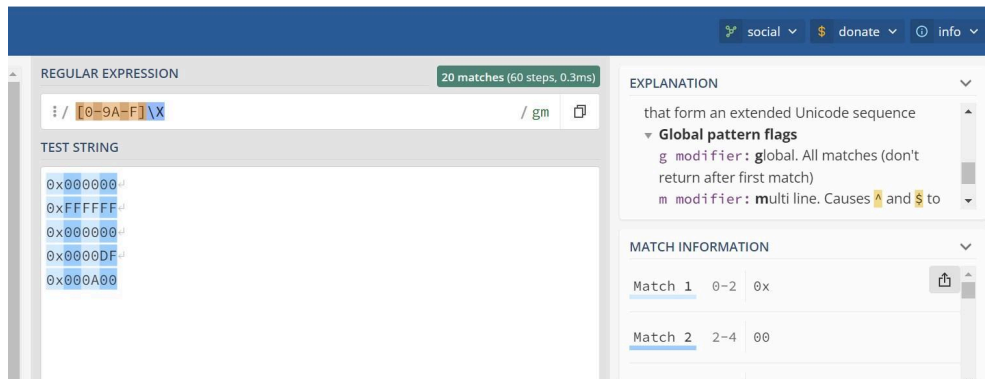 social
$ donate
info
REGULAR EXPRESSION
20 matches (60 steps, 0.3ms)
/ [0-9A-F]\X
/ gm
TEST STRING
0x000000
0xFFFFFF
0x000000
0x0000DF
0x000A00
EXPLANATION
that form an extended Unicode sequence
Global pattern flags
g modifier: global. All matches (don't
return after first match)
m modifier: multi line. Causes ^ and $ to
MATCH INFORMATION
Match 1 0-2 0x
Match 2 2-4 00